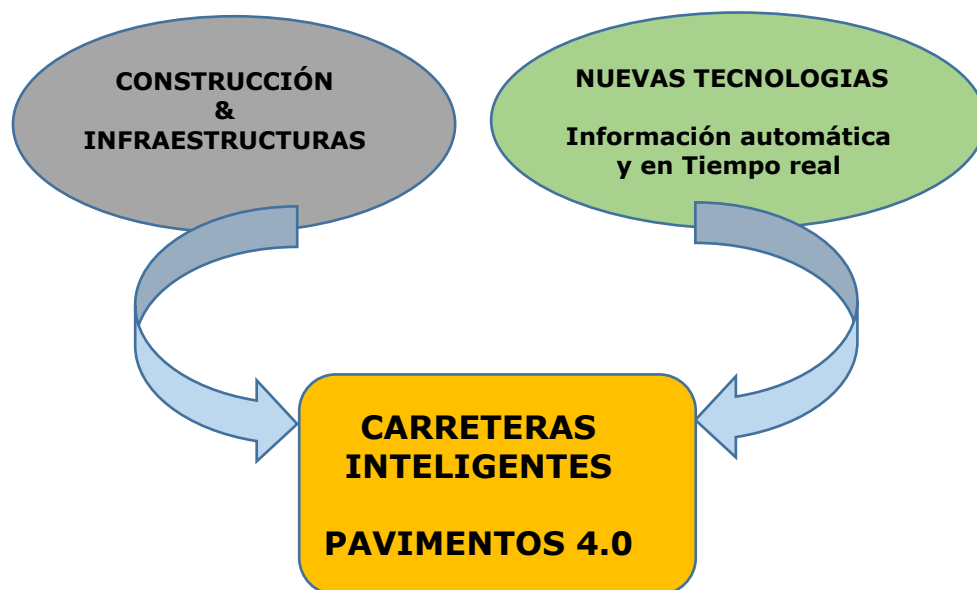 CONSTRUCCIÓN
&
INFRAESTRUCTURAS
NUEVAS TECNOLOGIAS
Información automática
y en Tiempo real
CARRETERAS
INTELIGENTES
PAVIMENTOS 4.0